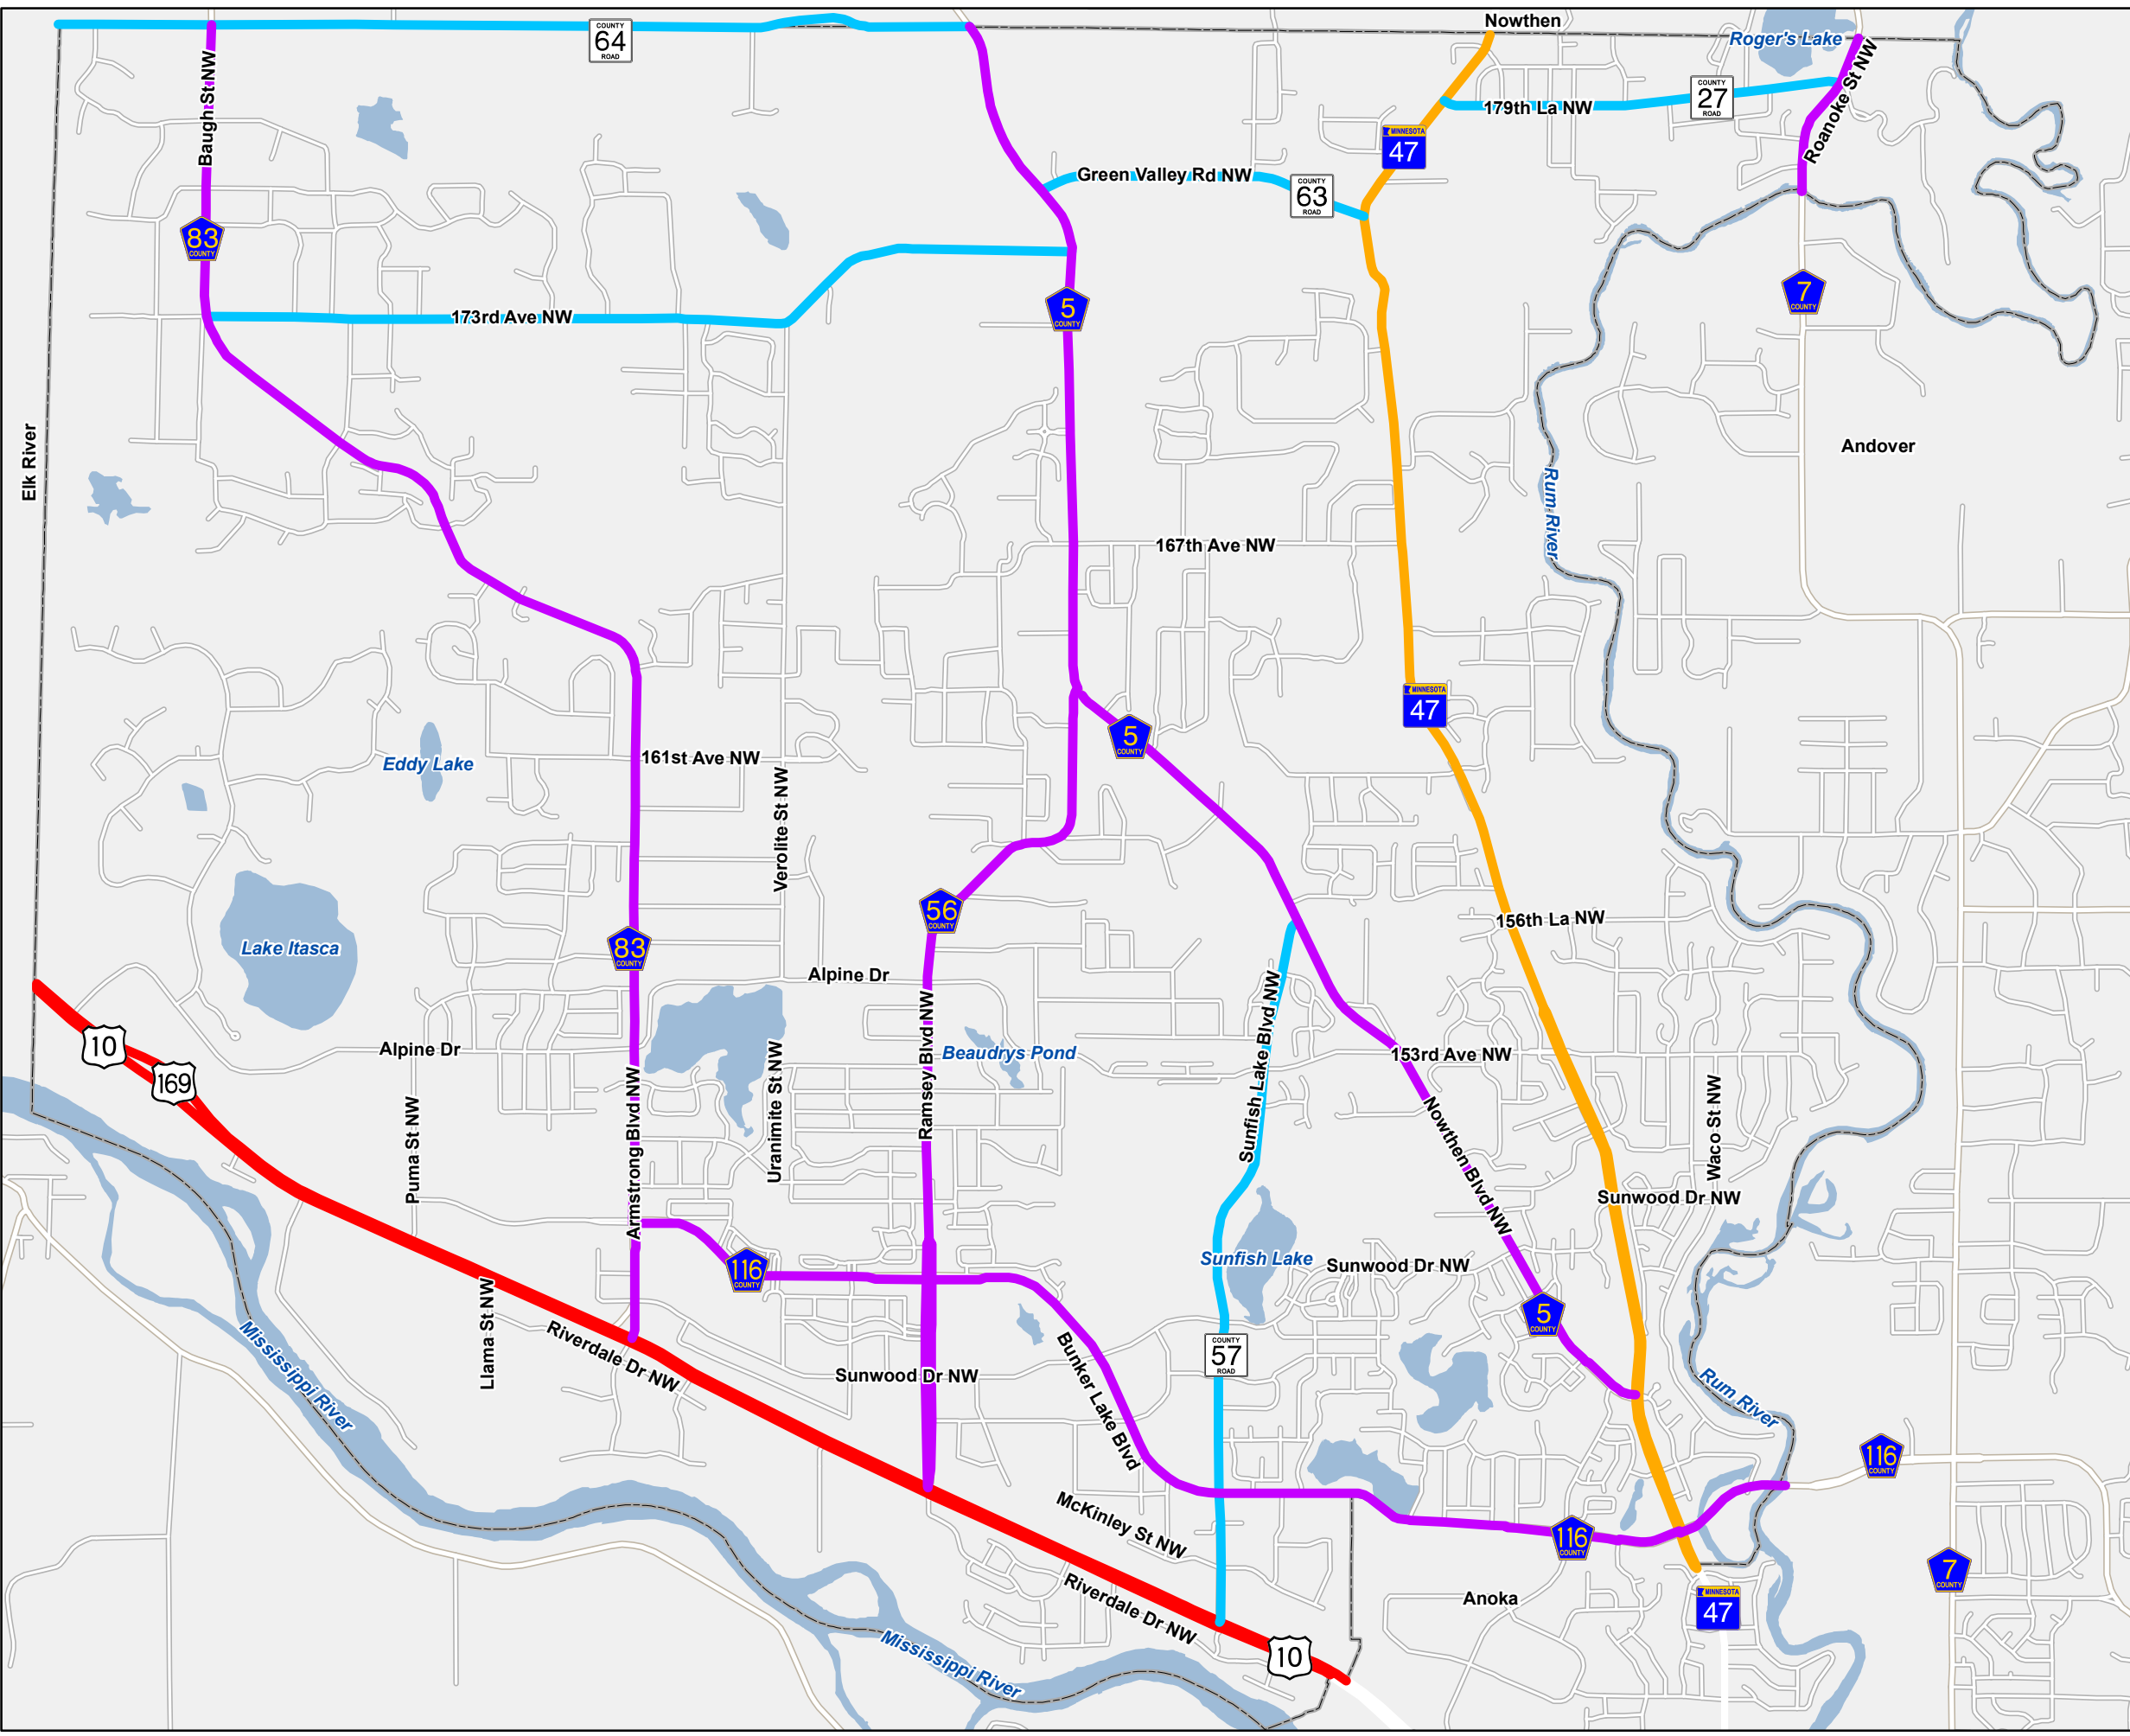 Nowthen
COUNTY
64
ROAD
Roger's Lake
Baugh St NW
COUNTY
27
ROAD
179th La NW
Roanoke St NW
MINNESOTA
47
Green Valley Rd NW
COUNTY
63
ROAD
83
COUNTY
7
COUNTY
5
COUNTY
173rd Ave NW
Elk River
Andover
Rum River
167th Ave NW
MINNESOTA
47
5
COUNTY
161st Ave NW
Eddy Lake
Verolite St NW
56
COUNTY
156th La NW
83
COUNTY
Lake Itasca
Alpine Dr
Sunfish Lake Blvd NW
10
Alpine Dr
Ramsey Blvd NW
Beaudrys Pond
153rd Ave NW
169
Puma St NW
Armstrong Blvd NW
Uranimite St NW
Nowthen Blvd NW
Waco St NW
Sunwood Dr NW
116
COUNTY
Sunfish Lake
Sunwood Dr NW
5
COUNTY
Llama St NW
Riverdale Dr NW
Mississippi River
Sunwood Dr NW
Bunker Lake Blvd
COUNTY
57
ROAD
Rum River
116
COUNTY
McKinley St NW
116
COUNTY
7
COUNTY
Riverdale Dr NW
Anoka
MINNESOTA
47
Mississippi River
10